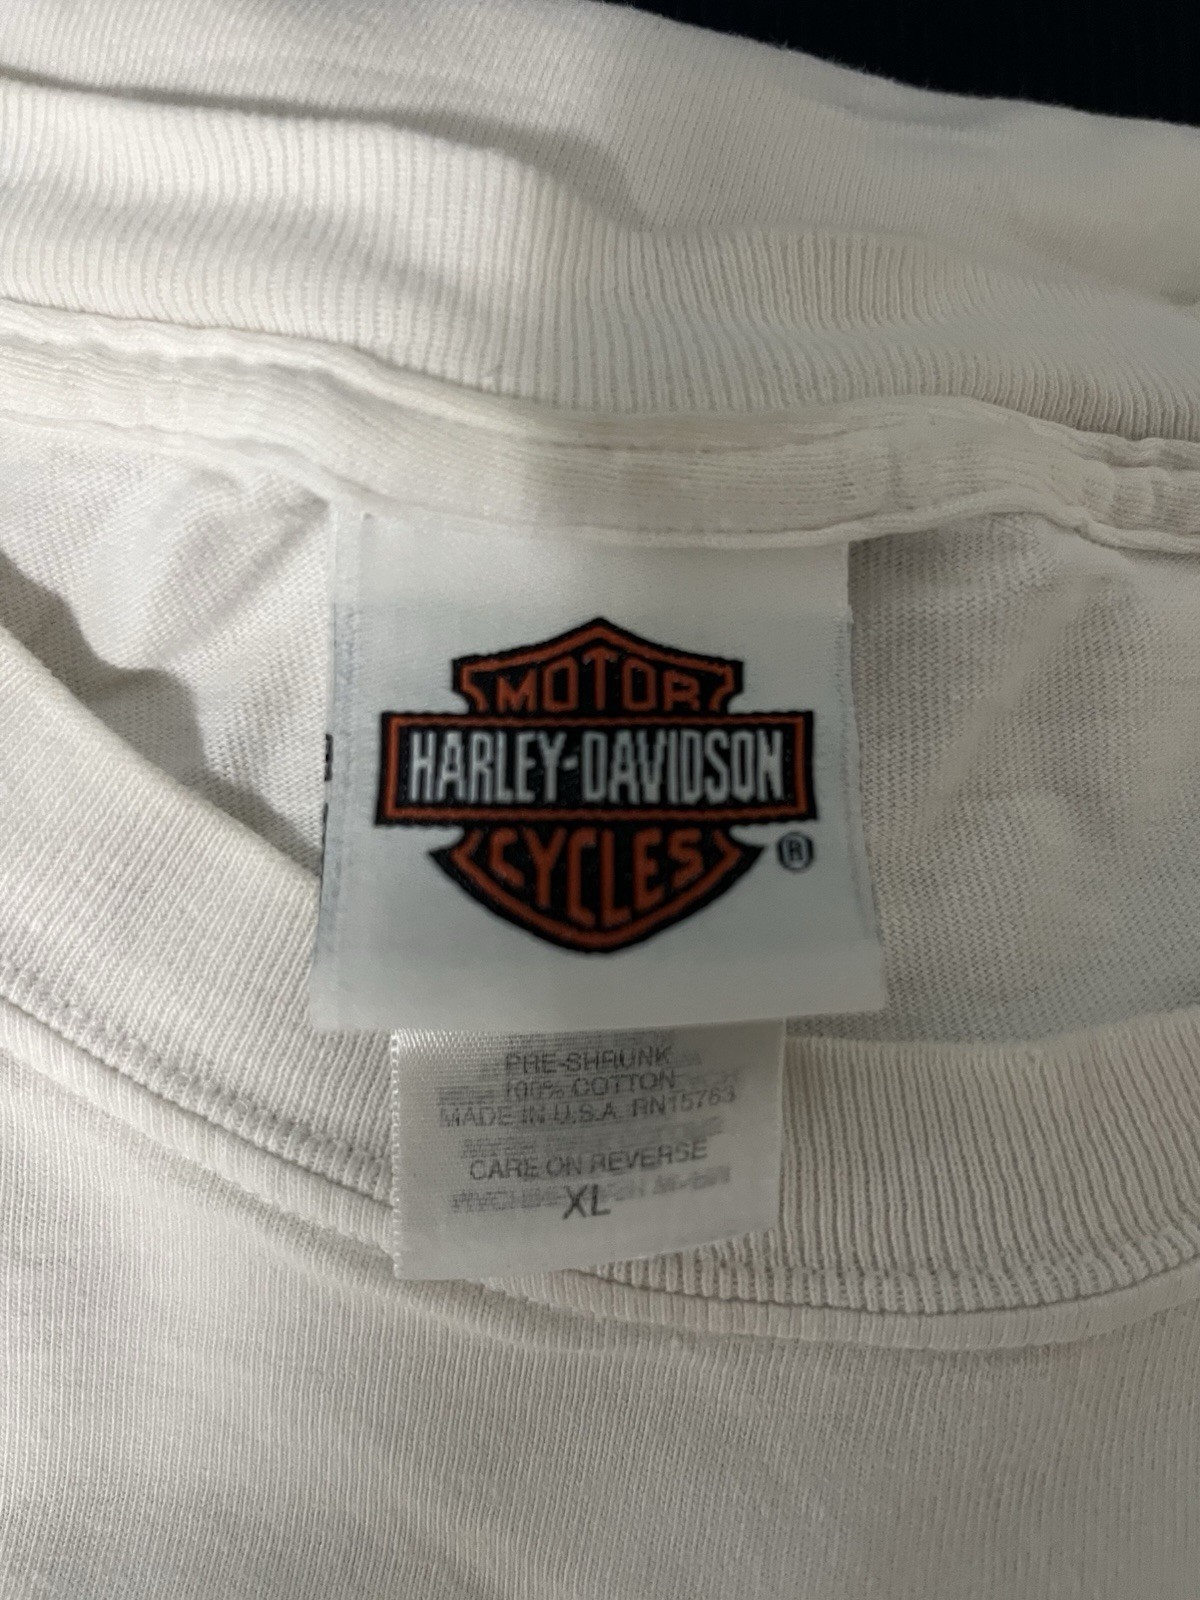 MOTOR
HARLEY-DAVIDSON
CYCLES
®
PRE-SHRUNK
100% COTTON
MADE IN U.S.A. RN15763
CARE ON REVERSE
XL